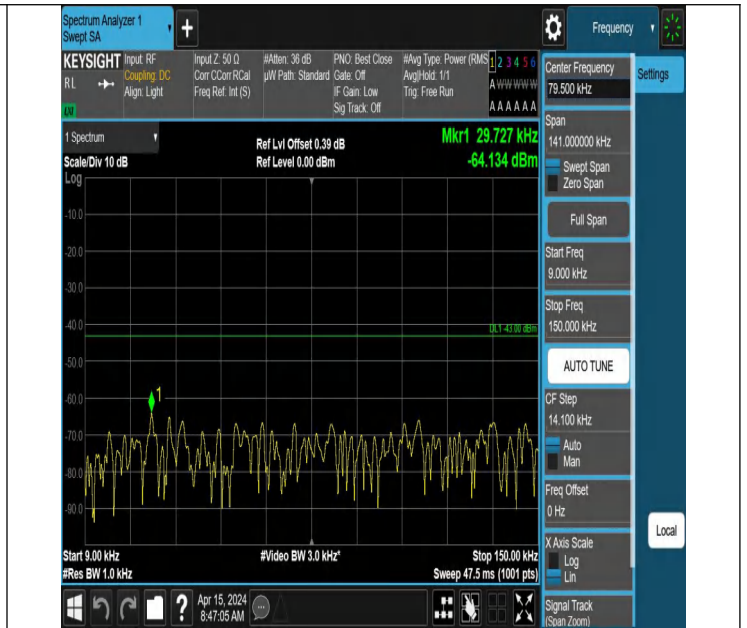 Spectrum Analyzer 1
Swept SA
+
Frequency
KEYSIGHT
RL
Input: RF
Coupling: DC
Align: Light
Input Z: 50 Ω
Corr CCorr RCal
Freq Ref: Int (S)
#Atten: 36 dB
µW Path: Standard
PNO: Best Close
Gate: Off
IF Gain: Low
Sig Track: Off
#Avg Type: Power (RMS
Avg|Hold: 1/1
Trig: Free Run
1 2 3 4 5 6
A W W W W W
A A A A A A
Center Frequency
79.500 kHz
Settings
1 Spectrum
Scale/Div 10 dB
Ref Lvl Offset 0.39 dB
Ref Level 0.00 dBm
Mkr1 29.727 kHz
-64.134 dBm
Log
-10.0
-20.0
-30.0
-40.0
-50.0
-60.0
-70.0
-80.0
-90.0
DL1 -43.00 dBm
1
Start 9.00 kHz
#Res BW 1.0 kHz
#Video BW 3.0 kHz*
Stop 150.00 kHz
Sweep 47.5 ms (1001 pts)
Span
141.000000 kHz
Swept Span
Zero Span
Full Span
Start Freq
9.000 kHz
Stop Freq
150.000 kHz
AUTO TUNE
CF Step
14.100 kHz
Auto
Man
Freq Offset
0 Hz
X Axis Scale
Log
Lin
Local
Signal Track
(Span Zoom)
?
Apr 15, 2024
8:47:05 AM